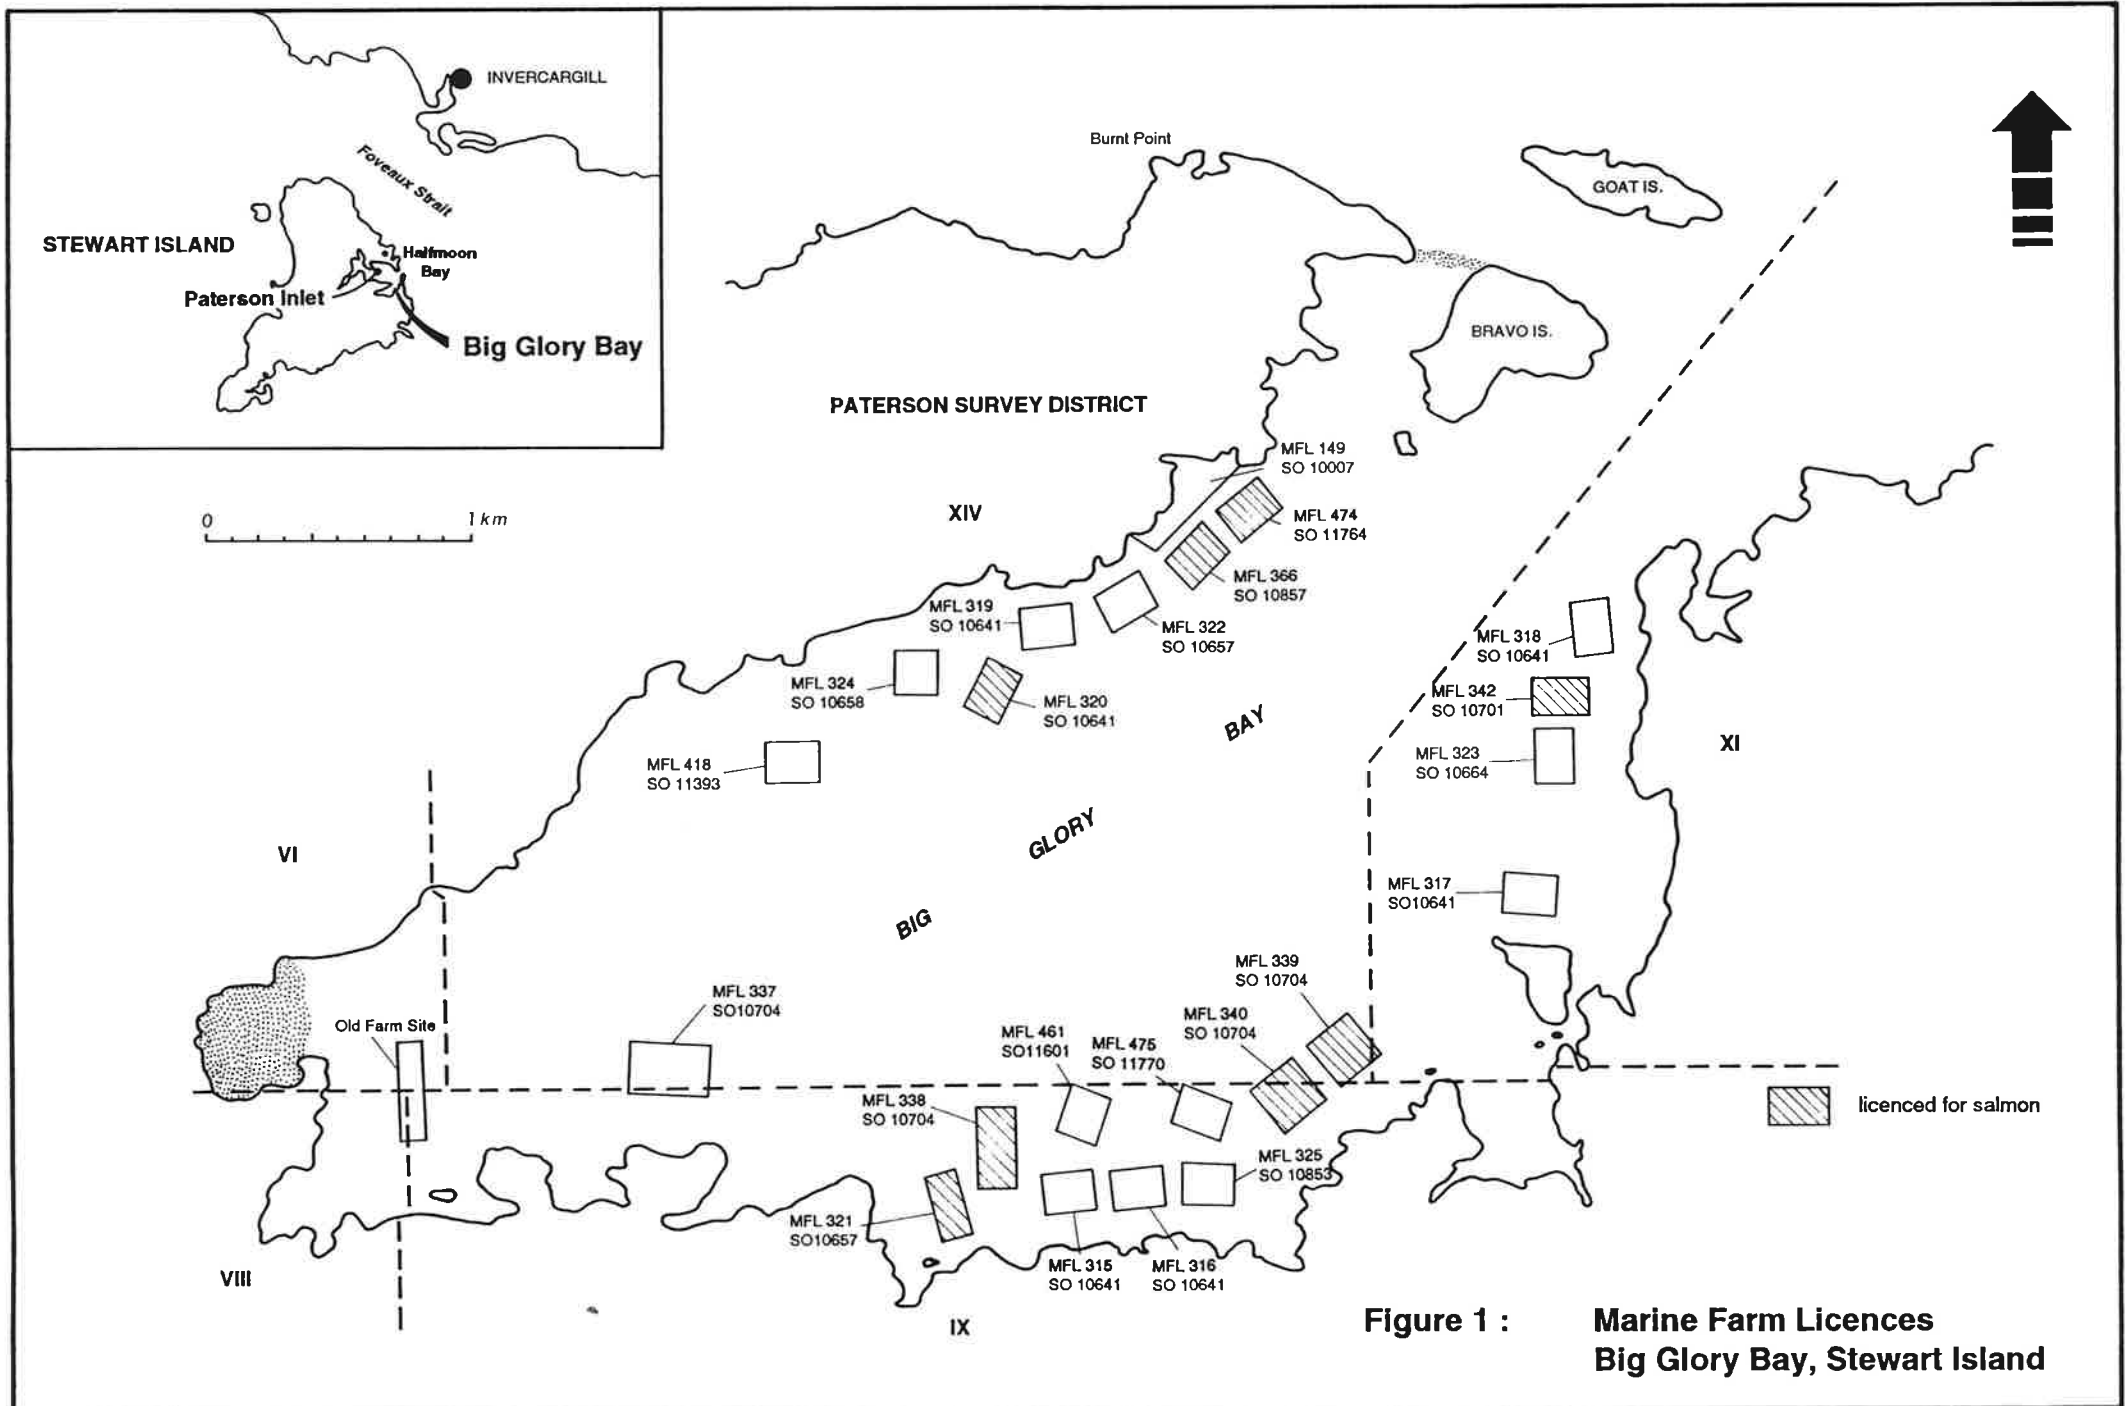 INVERCARGILL
Foveaux Strait
STEWART ISLAND
Halfmoon
Bay
Paterson Inlet
Big Glory Bay
Burnt Point
GOAT IS.
BRAVO IS.
PATERSON SURVEY DISTRICT
0 1 km
XIV
MFL 149
SO 10007
MFL 474
SO 11764
MFL 366
SO 10857
MFL 319
SO 10641
MFL 322
SO 10657
MFL 318
SO 10641
MFL 324
SO 10658
MFL 320
SO 10641
MFL 342
SO 10701
MFL 418
SO 11393
MFL 323
SO 10664
XI
BAY
GLORY
BIG
VI
MFL 317
SO10641
MFL 339
SO 10704
MFL 337
SO10704
MFL 340
SO 10704
Old Farm Site
MFL 461
SO11601
MFL 475
SO 11770
MFL 338
SO 10704
licenced for salmon
MFL 325
SO 10853
MFL 321
SO10657
MFL 315
SO 10641
MFL 316
SO 10641
VIII
IX
Figure 1 : Marine Farm Licences
Big Glory Bay, Stewart Island